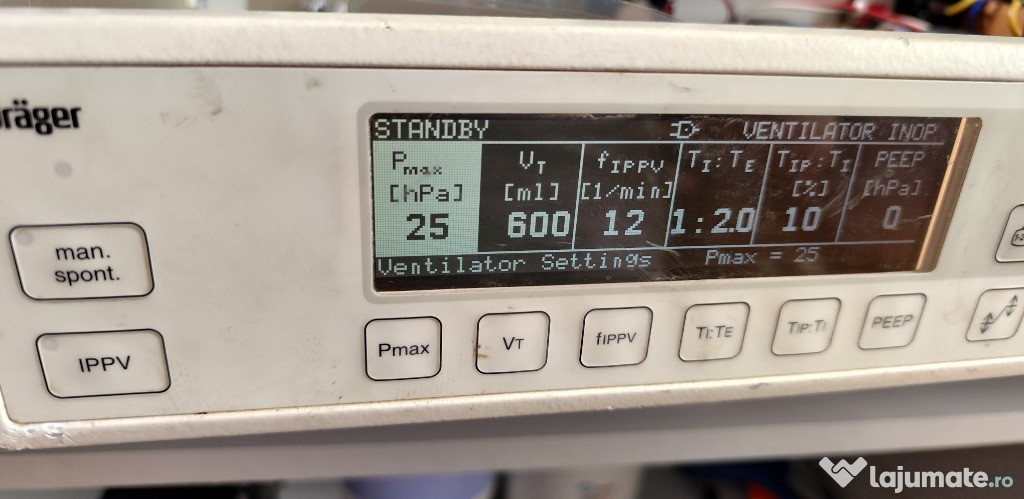 räger
STANDBY VENTILATOR INOP
Pmax VT fIPPV TI:TE TIP:TI PEEP
[hPa] [ml] [1/min] [%] [hPa]
25 600 12 1:2.0 10 0
Ventilator Settings Pmax = 25
man.
spont.
IPPV
Pmax VT fIPPV TI:TE TIP:TI PEEP
lajumate.ro